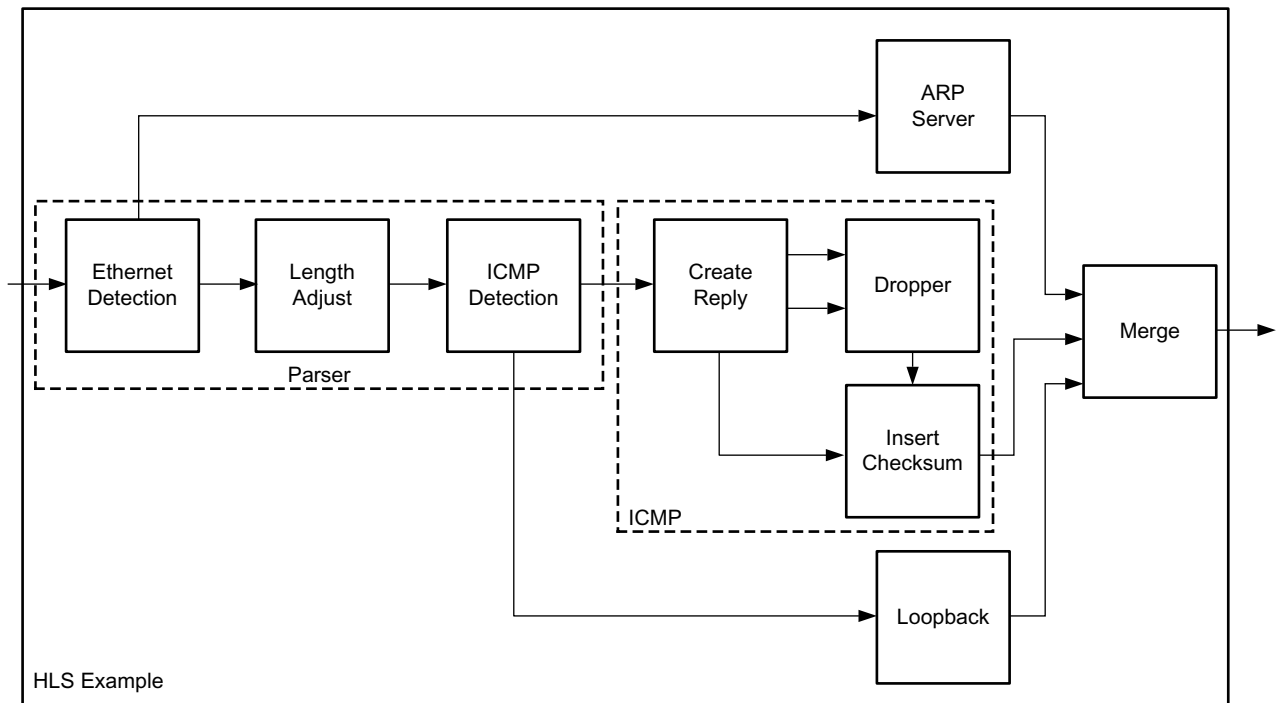 ARP
Server
Ethernet
Detection
Length
Adjust
ICMP
Detection
Create
Reply
Dropper
Merge
Parser
Insert
Checksum
ICMP
Loopback
HLS Example